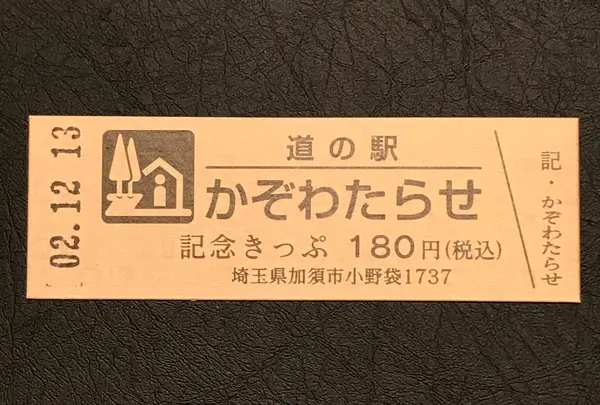 02.12 13
道の駅
かぞわたらせ
記念きっぷ 180円(税込)
埼玉県加須市小野袋1737
記・かぞわたらせ